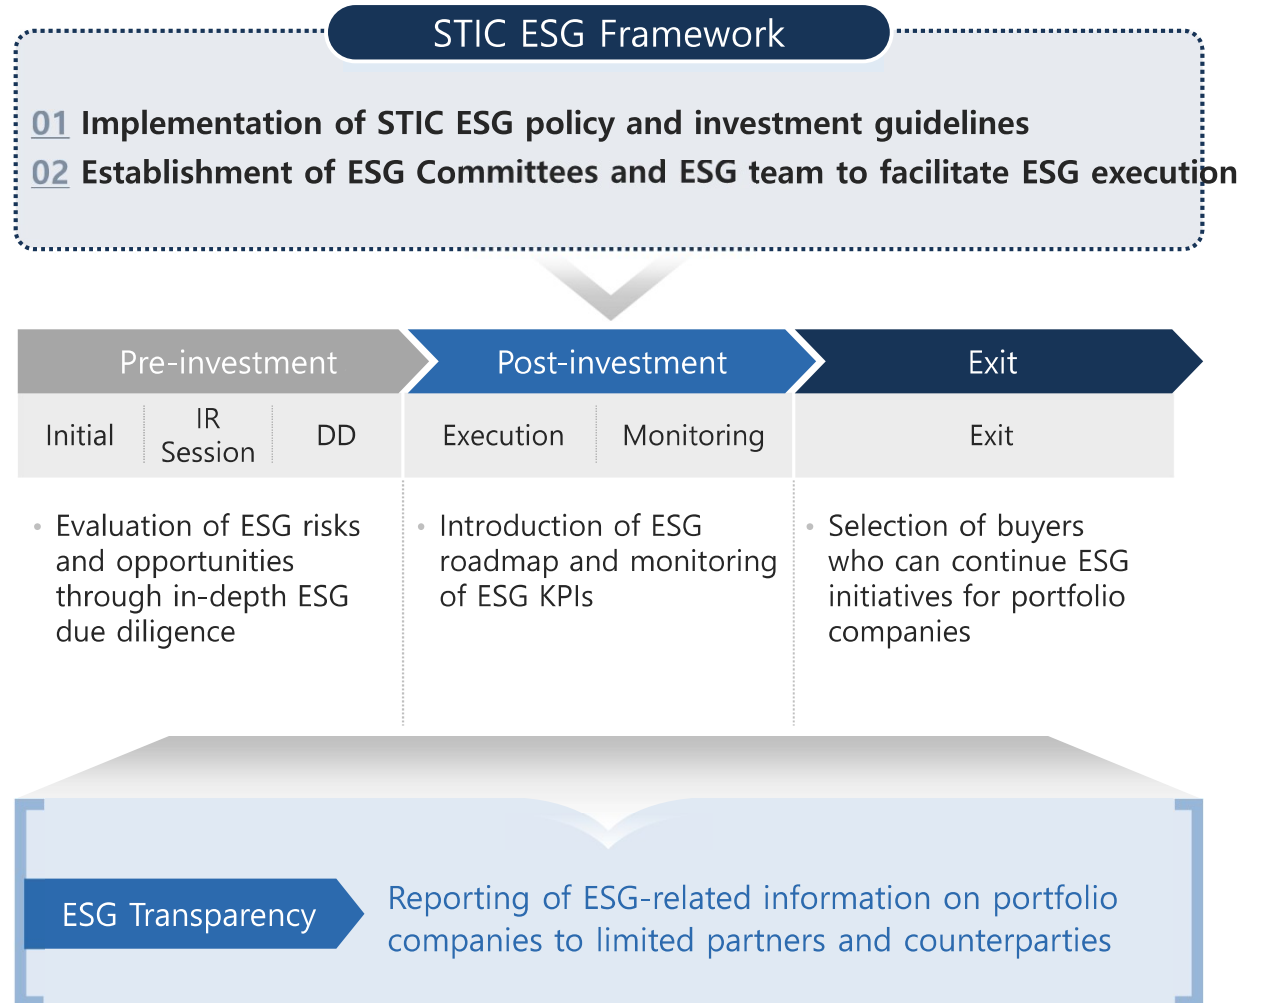 STIC ESG Framework
01 Implementation of STIC ESG policy and investment guidelines
02 Establishment of ESG Committees and ESG team to facilitate ESG execution
Pre-investment
Post-investment
Exit
Initial
IR
Session
DD
Execution
Monitoring
Exit
• Evaluation of ESG risks
and opportunities
through in-depth ESG
due diligence
• Introduction of ESG
roadmap and monitoring
of ESG KPIs
• Selection of buyers
who can continue ESG
initiatives for portfolio
companies
ESG Transparency
Reporting of ESG-related information on portfolio
companies to limited partners and counterparties